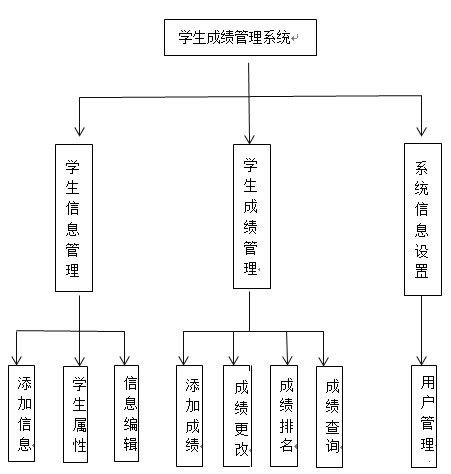 学生成绩管理系统
学生信息管理
学生成绩管理
系统信息设置
添加信息
学生属性
信息编辑
添加成绩
成绩更改
成绩排名
成绩查询
用户管理